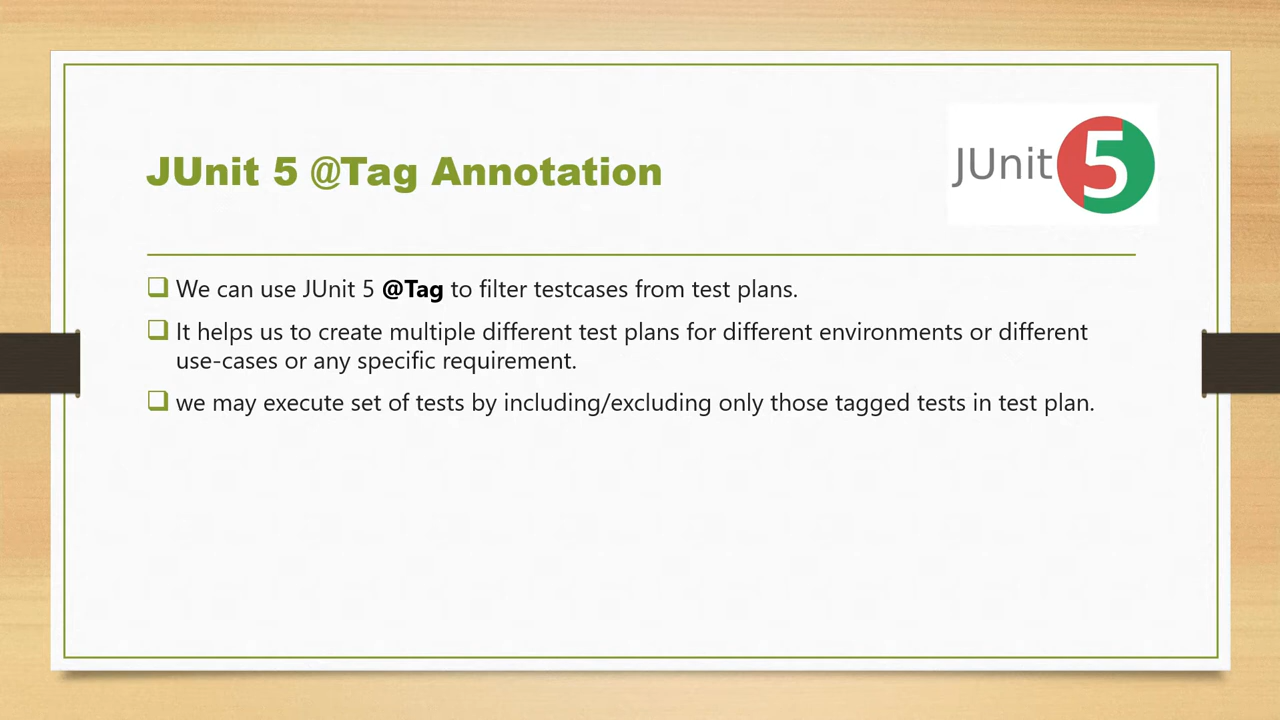 JUnit 5 @Tag Annotation
JUnit 5
❑ We can use JUnit 5 @Tag to filter testcases from test plans.
❑ It helps us to create multiple different test plans for different environments or different
use-cases or any specific requirement.
❑ we may execute set of tests by including/excluding only those tagged tests in test plan.